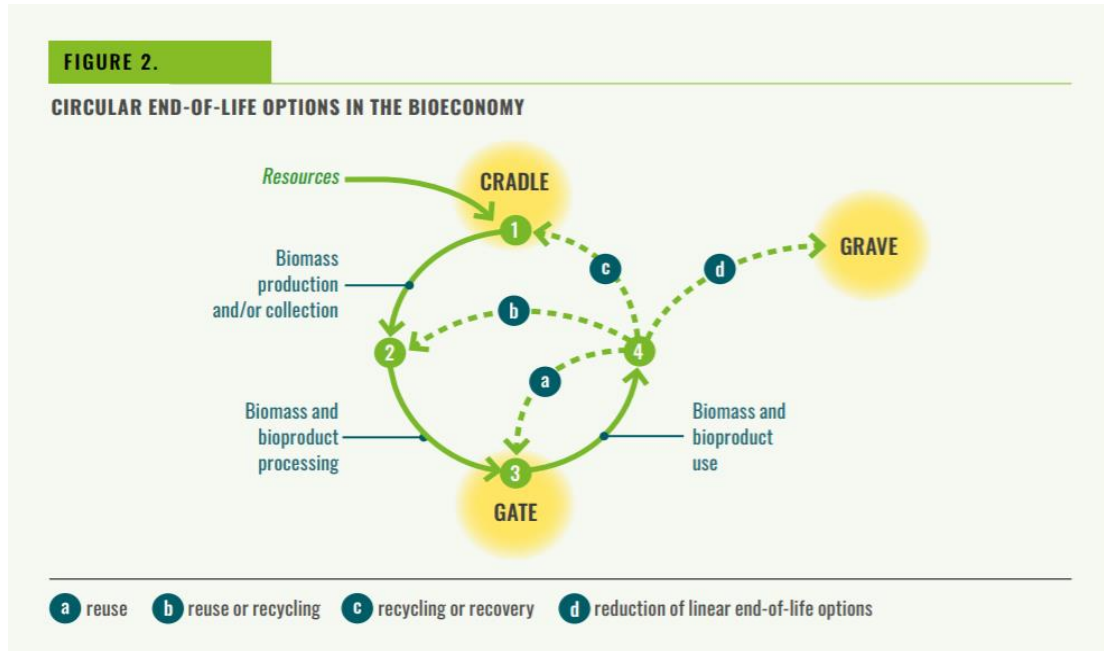 FIGURE 2.
CIRCULAR END-OF-LIFE OPTIONS IN THE BIOECONOMY
Resources
CRADLE
1
GRAVE
c
d
Biomass
production
and/or collection
b
2
4
a
Biomass and
bioproduct
processing
Biomass and
bioproduct
use
3
GATE
a reuse b reuse or recycling c recycling or recovery d reduction of linear end-of-life options